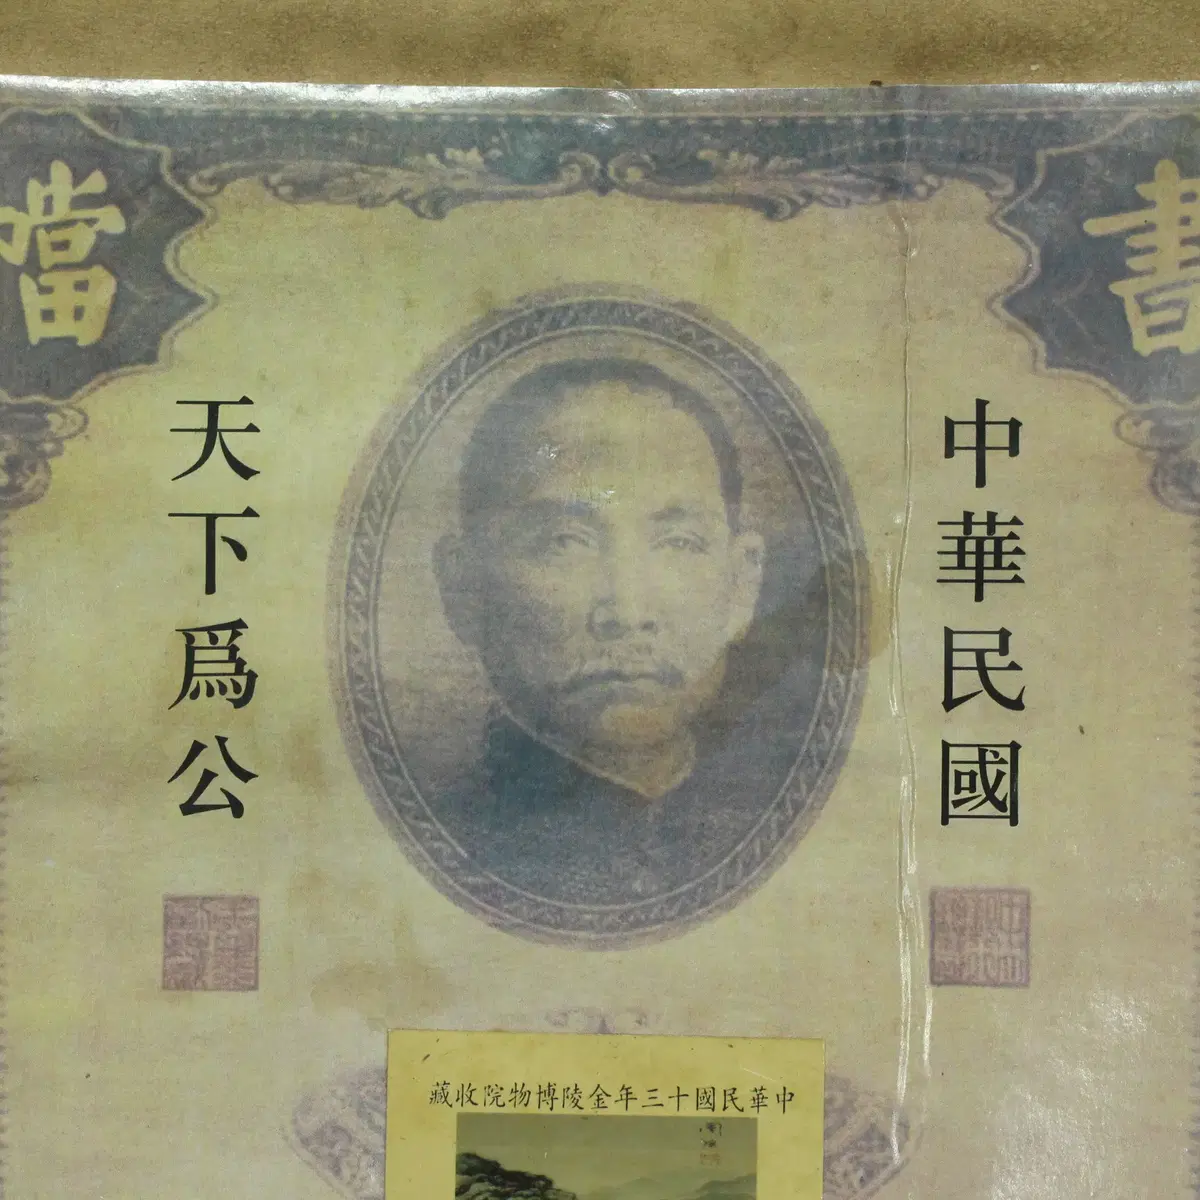 書當
中華民國
天下爲公
中華民國十三年金陵博物院收藏